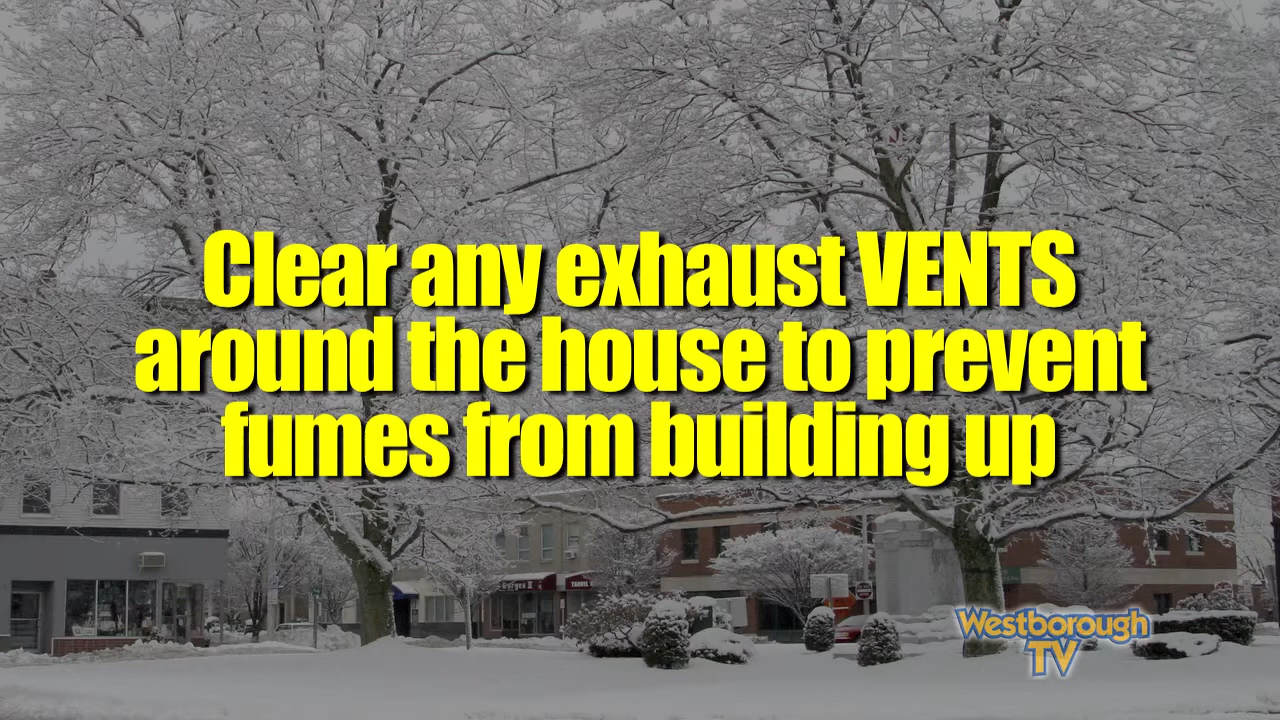 Clear any exhaust VENTS
around the house to prevent
fumes from building up
Westborough
TV